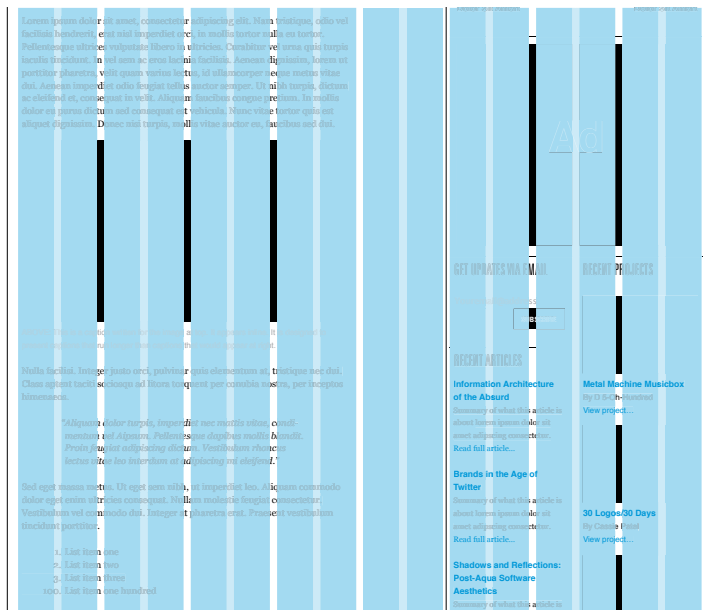 Lorem ipsum dolor sit amet, consectetur adipiscing elit. Nam tristique, odio vel
facilisis hendrerit, erat nisl imperdiet orci, in mollis tortor nulla eu tortor.
Pellentesque ultrices vulputate libero in ultricies. Curabitur vel urna quis turpis
iaculis tincidunt. In vel sem ac eros lacinia facilisis. Aenean dignissim, lorem ut
porttitor pharetra, velit quam varius lectus, id ullamcorper neque metus vitae
dui. Aenean imperdiet odio feugiat tellus auctor semper. Ut nibh turpis, dictum
ac eleifend et, consequat in velit. Aliquam faucibus congue pretium. In mollis
dolor eu purus dictum sed consequat est vehicula. Nunc vitae tortor quis est
aliquet dignissim. Donec nisi turpis, mollis vitae auctor eu, faucibus sed dui.
Nulla facilisi. Integer justo orci, pulvinar quis elementum at, tristique nec dui.
Class aptent taciti sociosqu ad litora torquent per conubia nostra, per inceptos
himenaeos.
"Aliquam dolor turpis, imperdiet nec mattis vitae, condi-
mentum vel Aipsum. Pellentesque dapibus mollis blandit.
Proin feugiat adipiscing dictum. Vestibulum rhoncus
lectus vitae leo interdum at adipiscing mi eleifend."
Sed eget massa metus. Ut eget sem nibh, ut imperdiet leo. Aliquam commodo
dolor eget enim ultricies consequat. Nullam molestie feugiat consectetur.
Vestibulum vel commodo dui. Integer at pharetra erat. Praesent vestibulum
tincidunt porttitor.
1. List item one
2. List item two
3. List item three
100. List item one hundred
Ad
GET UPDATES VIA EMAIL
SUBSCRIBE
RECENT ARTICLES
Information Architecture
of the Absurd
Summary of what this article is
about lorem ipsum dolor sit
amet adipiscing consectetur.
Read full article...
Brands in the Age of
Twitter
Summary of what this article is
about lorem ipsum dolor sit
amet adipiscing consectetur.
Read full article...
Shadows and Reflections:
Post-Aqua Software
Aesthetics
Summary of what this article is
RECENT PROJECTS
Metal Machine Musicbox
View project...
30 Logos/30 Days
View project...